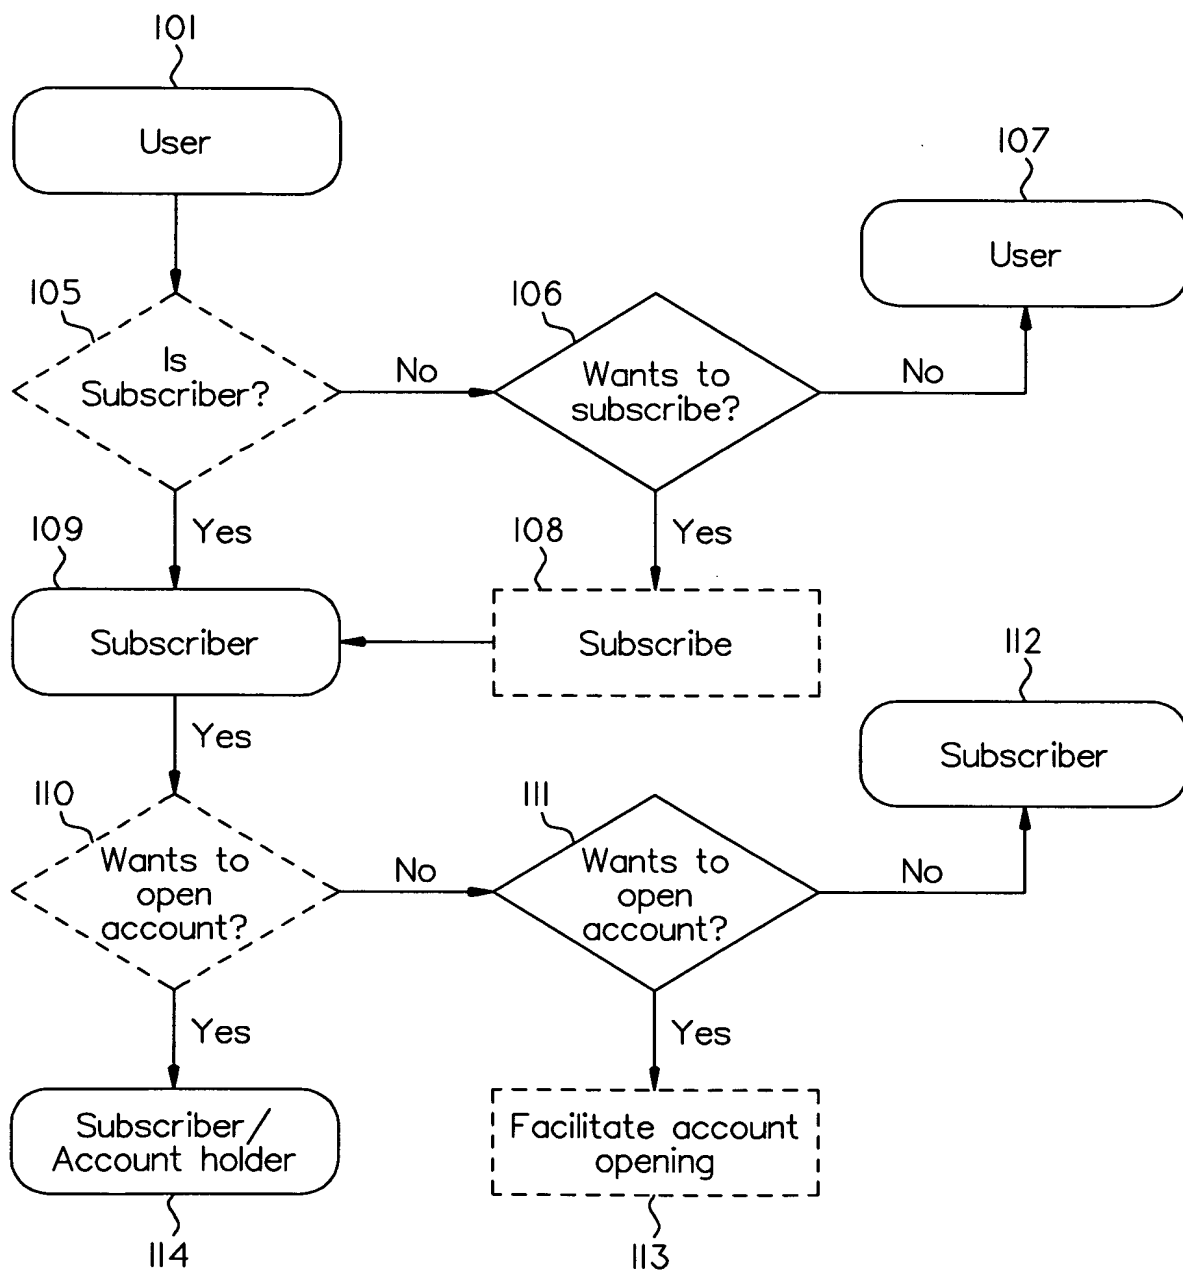 101
User
107
User
105
Is
Subscriber?
No
106
Wants to
subscribe?
No
Yes
109
Subscriber
Yes
108
Subscribe
112
Subscriber
Yes
110
Wants to
open
account?
No
111
Wants to
open
account?
No
Yes
Subscriber/
Account holder
114
Yes
Facilitate account
opening
113